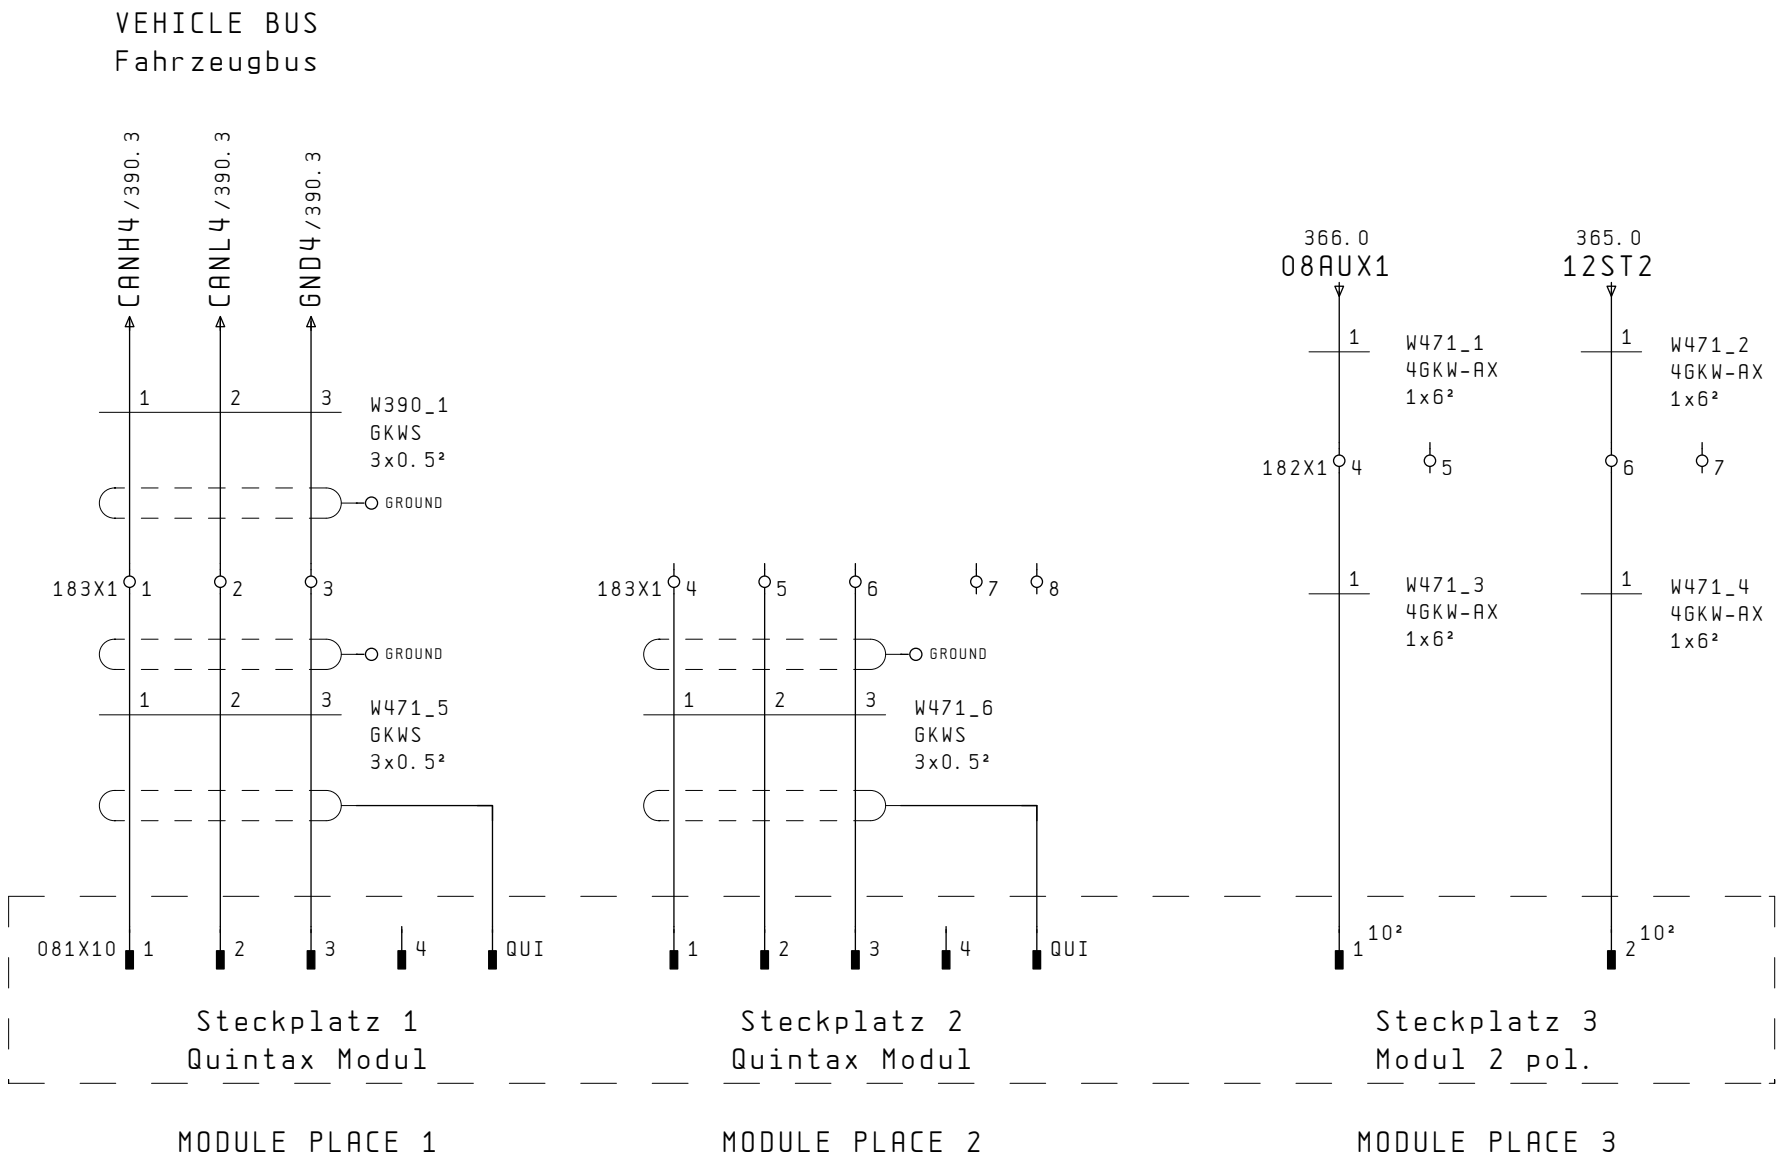 VEHICLE BUS
Fahrzeugbus
CANH4/390.3
CANL4/390.3
GND4/390.3
366.0
08AUX1
365.0
12ST2
1
W471_1
4GKW-AX
1x6²
1
W471_2
4GKW-AX
1x6²
1 2 3
W390_1
GKWS
3x0.5²
182X1 4 5 6 7
GROUND
183X1 1 2 3
183X1 4 5 6 7 8
1
W471_3
4GKW-AX
1x6²
1
W471_4
4GKW-AX
1x6²
GROUND
GROUND
1 2 3
W471_5
GKWS
3x0.5²
1 2 3
W471_6
GKWS
3x0.5²
081X10 1 2 3 4 QUI
1 2 3 4 QUI
1 10²
2 10²
Steckplatz 1
Quintax Modul
Steckplatz 2
Quintax Modul
Steckplatz 3
Modul 2 pol.
MODULE PLACE 1
MODULE PLACE 2
MODULE PLACE 3